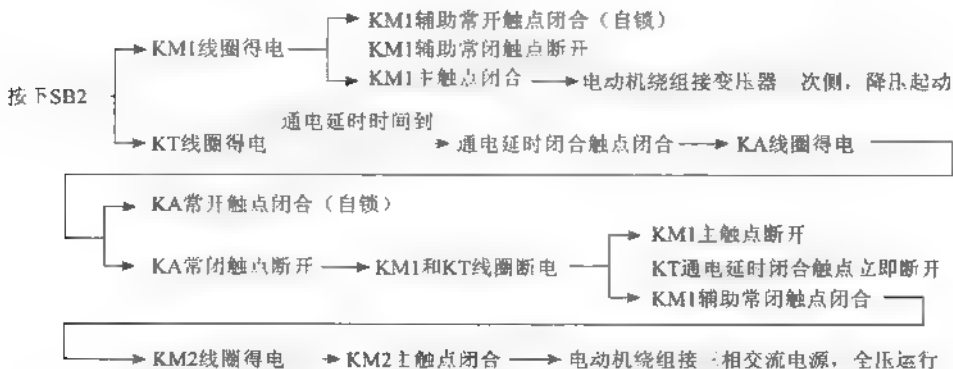 KM1辅助常开触点闭合（自锁）
KM1线圈得电
KM1辅助常闭触点断开
KM1主触点闭合
电动机绕组接变压器 次侧，降压起动
按下SB2
通电延时时间到
KT线圈得电
通电延时闭合触点闭合
KA线圈得电
KA常开触点闭合（自锁）
KM1主触点断开
KA常闭触点断开
KM1和KT线圈断电
KT通电延时闭合触点立即断开
KM1辅助常闭触点闭合
KM2线圈得电
KM2主触点闭合
电动机绕组接三相交流电源，全压运行